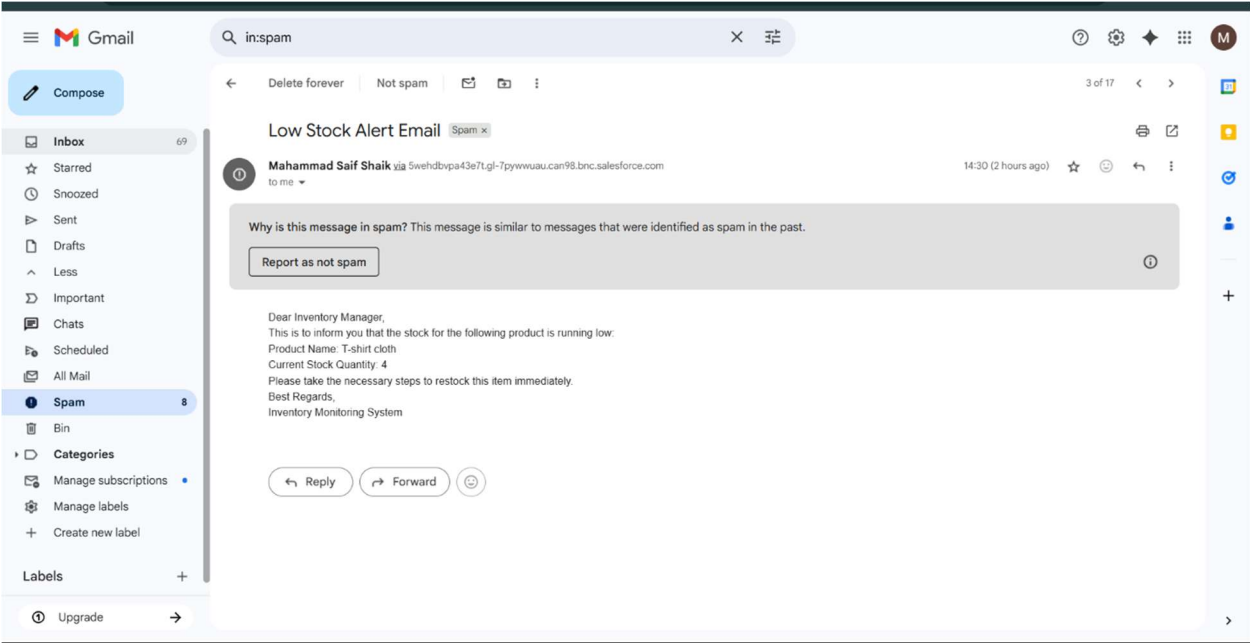 Gmail
in:spam
M
Compose
Delete forever
Not spam
3 of 17
Inbox 69
Starred
Snoozed
Sent
Drafts
Less
Important
Chats
Scheduled
All Mail
Spam 8
Bin
Categories
Manage subscriptions
Manage labels
Create new label
Labels
Upgrade
Low Stock Alert Email Spam ×
Mahammad Saif Shaik via 5wehdbvpa43e7t.gl-7pywwuau.can98.bnc.salesforce.com
14:30 (2 hours ago)
to me
Why is this message in spam? This message is similar to messages that were identified as spam in the past.
Report as not spam
Dear Inventory Manager,
This is to inform you that the stock for the following product is running low:
Product Name: T-shirt cloth
Current Stock Quantity: 4
Please take the necessary steps to restock this item immediately.
Best Regards,
Inventory Monitoring System
Reply
Forward
31